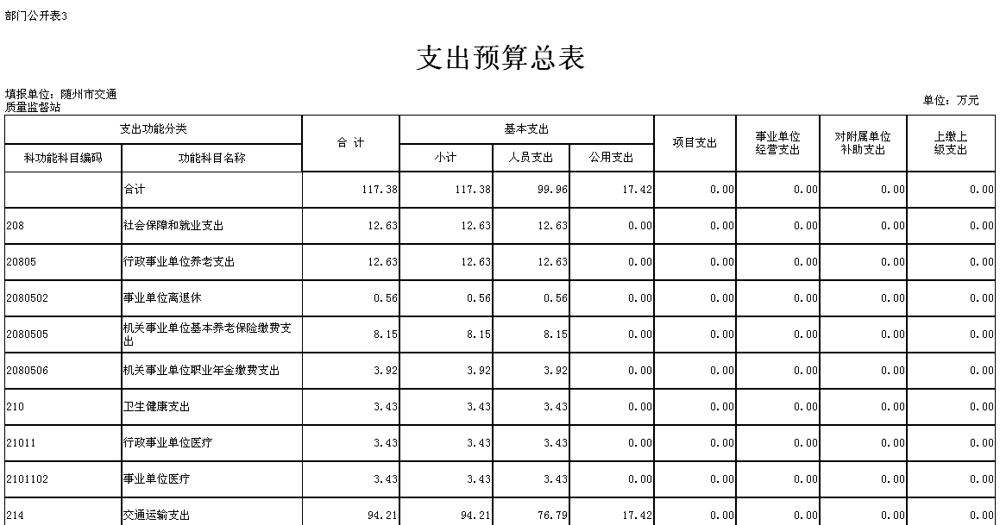 部门公开表3
支出预算总表
填报单位：随州市交通
质量监督站
单位：万元
支出功能分类 合 计 基本支出 项目支出 事业单位经营支出 对附属单位补助支出 上缴上级支出
科功能科目编码 功能科目名称 小计 人员支出 公用支出
合计 117.38 117.38 99.96 17.42 0.00 0.00 0.00 0.00
208 社会保障和就业支出 12.63 12.63 12.63 0.00 0.00 0.00 0.00 0.00
20805 行政事业单位养老支出 12.63 12.63 12.63 0.00 0.00 0.00 0.00 0.00
2080502 事业单位离退休 0.56 0.56 0.56 0.00 0.00 0.00 0.00 0.00
2080505 机关事业单位基本养老保险缴费支出 8.15 8.15 8.15 0.00 0.00 0.00 0.00 0.00
2080506 机关事业单位职业年金缴费支出 3.92 3.92 3.92 0.00 0.00 0.00 0.00 0.00
210 卫生健康支出 3.43 3.43 3.43 0.00 0.00 0.00 0.00 0.00
21011 行政事业单位医疗 3.43 3.43 3.43 0.00 0.00 0.00 0.00 0.00
2101102 事业单位医疗 3.43 3.43 3.43 0.00 0.00 0.00 0.00 0.00
214 交通运输支出 94.21 94.21 76.79 17.42 0.00 0.00 0.00 0.00